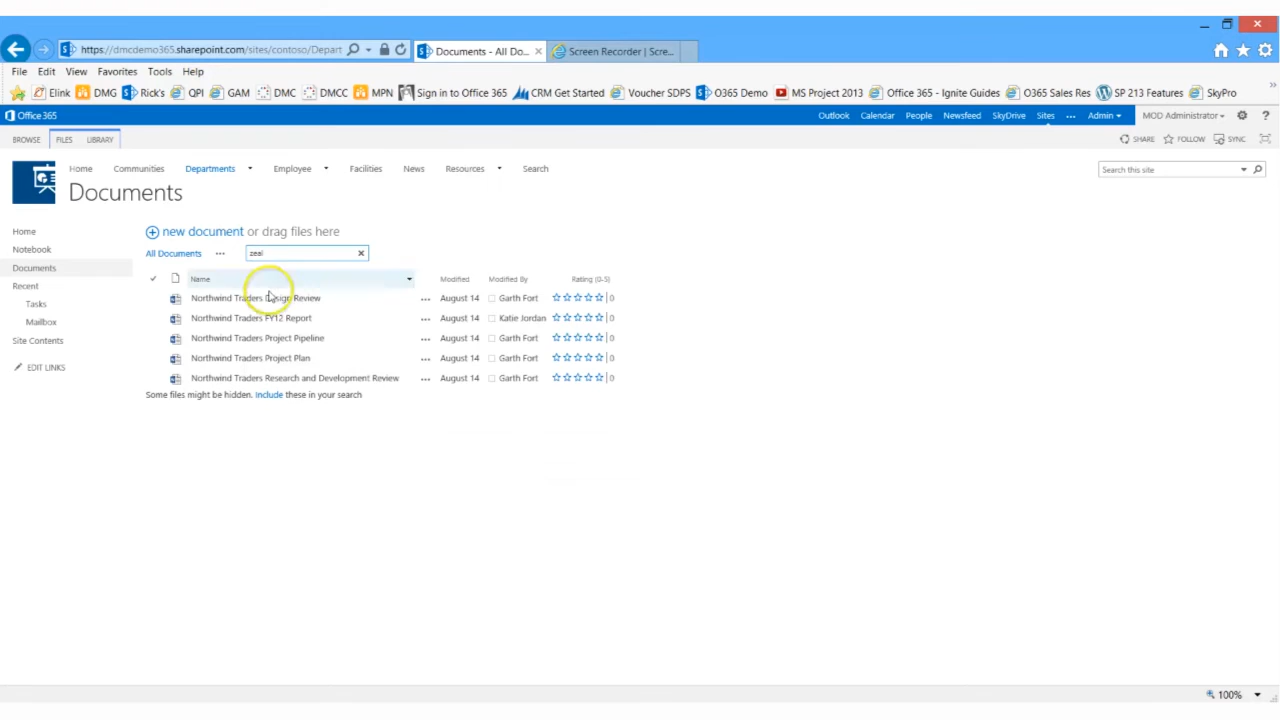 https://dmcdemo365.sharepoint.com/sites/contoso/Depart
Documents - All Do...
Screen Recorder | Scre...
File Edit View Favorites Tools Help
Elink DMG Rick's QPI GAM DMC DMCC MPN Sign in to Office 365 CRM Get Started Voucher SDPS O365 Demo MS Project 2013 Office 365 - Ignite Guides O365 Sales Res SP 213 Features SkyPro
Office 365 Outlook Calendar People Newsfeed SkyDrive Sites ... Admin MOD Administrator ?
BROWSE FILES LIBRARY SHARE FOLLOW SYNC
Home Communities Departments Employee Facilities News Resources Search
Search this site
Documents
Home
Notebook
Documents
Recent
Tasks
Mailbox
Site Contents
EDIT LINKS
new document or drag files here
All Documents ... zeal
Name Modified Modified By Rating (0-5)
Northwind Traders Design Review ... August 14 Garth Fort 0
Northwind Traders FY12 Report ... August 14 Katie Jordan 0
Northwind Traders Project Pipeline ... August 14 Garth Fort 0
Northwind Traders Project Plan ... August 14 Garth Fort 0
Northwind Traders Research and Development Review ... August 14 Garth Fort 0
Some files might be hidden. Include these in your search
100%